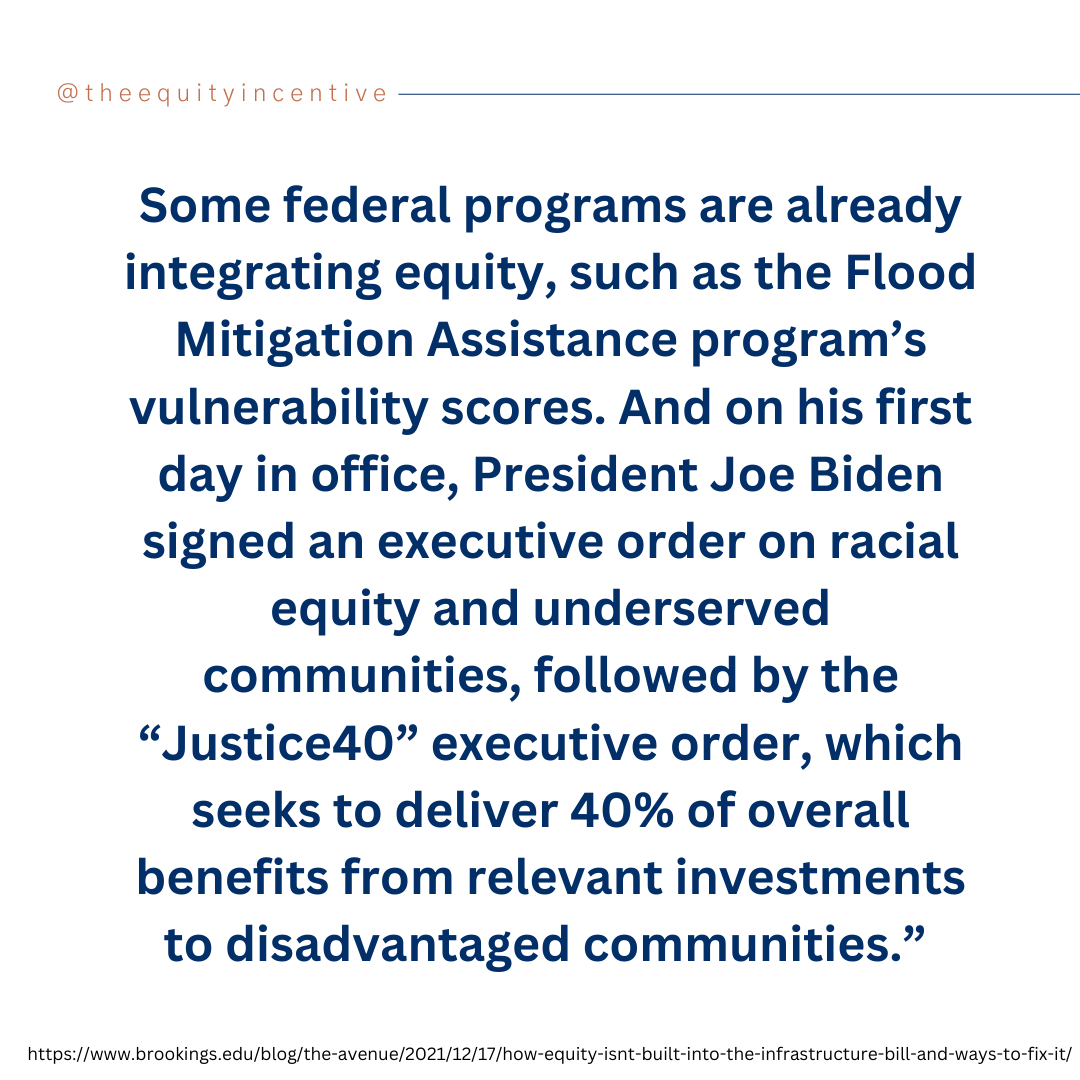 @theequityincentive
Some federal programs are already
integrating equity, such as the Flood
Mitigation Assistance program’s
vulnerability scores. And on his first
day in office, President Joe Biden
signed an executive order on racial
equity and underserved
communities, followed by the
“Justice40” executive order, which
seeks to deliver 40% of overall
benefits from relevant investments
to disadvantaged communities.”
https://www.brookings.edu/blog/the-avenue/2021/12/17/how-equity-isnt-built-into-the-infrastructure-bill-and-ways-to-fix-it/